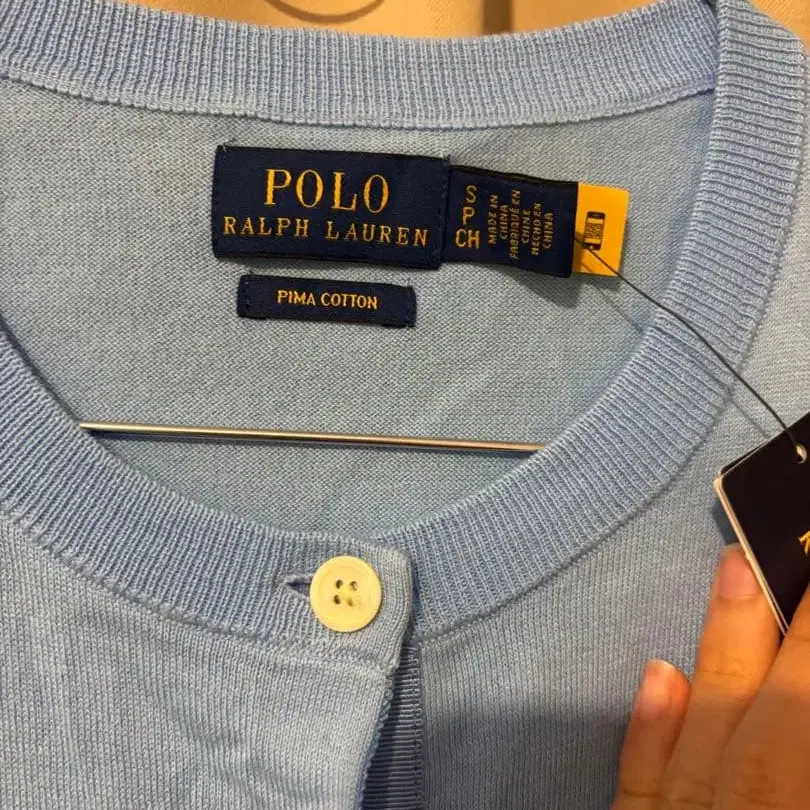 POLO
RALPH LAUREN
PIMA COTTON
S
P
CH
MADE IN
CHINA
FABRIQUÉ EN
CHINE
HECHO EN
CHINA